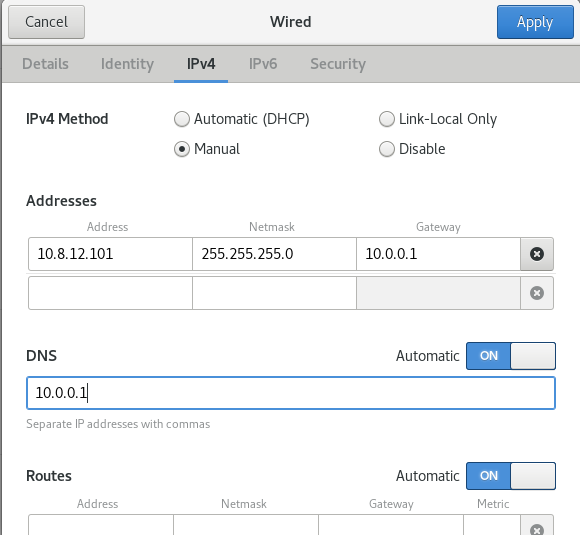 Cancel Wired Apply
Details Identity IPv4 IPv6 Security
IPv4 Method Automatic (DHCP) Link-Local Only
Manual Disable
Addresses
Address Netmask Gateway
10.8.12.101 255.255.255.0 10.0.0.1
DNS Automatic ON
10.0.0.1
Separate IP addresses with commas
Routes Automatic ON
Address Netmask Gateway Metric